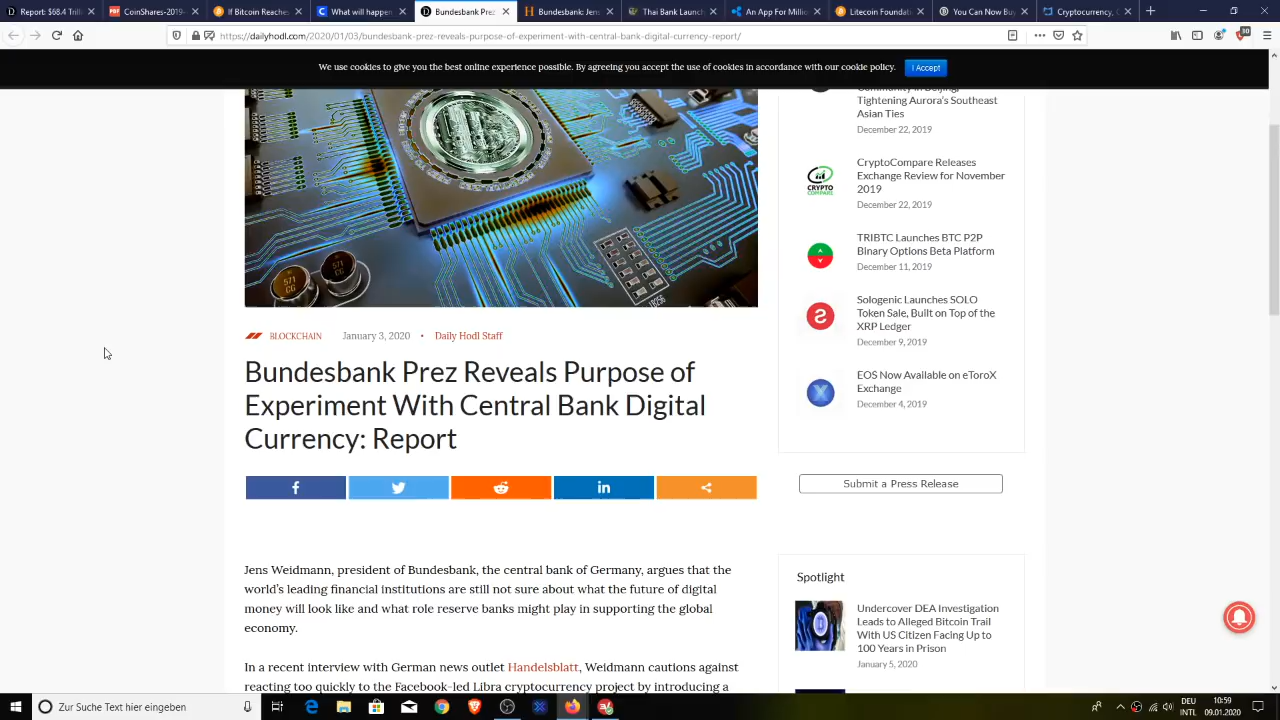 Report: $68.4 Trill
CoinShares-2019-
If Bitcoin Reaches
What will happen
Bundesbank Prez
Bundesbank: Jens
Thai Bank Launch
An App For Million
Litecoin Foundati
You Can Now Buy
Cryptocurrency, C
https://dailyhodl.com/2020/01/03/bundesbank-prez-reveals-purpose-of-experiment-with-central-bank-digital-currency-report/
We use cookies to give you the best online experience possible. By agreeing you accept the use of cookies in accordance with our cookie policy.
I Accept
BLOCKCHAIN January 3, 2020 • Daily Hodl Staff
Bundesbank Prez Reveals Purpose of
Experiment With Central Bank Digital
Currency: Report
Jens Weidmann, president of Bundesbank, the central bank of Germany, argues that the
world's leading financial institutions are still not sure about what the future of digital
money will look like and what role reserve banks might play in supporting the global
economy.
In a recent interview with German news outlet Handelsblatt, Weidmann cautions against
reacting too quickly to the Facebook-led Libra cryptocurrency project by introducing a
Community in Beijing,
Tightening Aurora's Southeast
Asian Ties
December 22, 2019
CRYPTO
COMPARE
CryptoCompare Releases
Exchange Review for November
2019
December 22, 2019
TRIBTC Launches BTC P2P
Binary Options Beta Platform
December 11, 2019
Sologenic Launches SOLO
Token Sale, Built on Top of the
XRP Ledger
December 9, 2019
EOS Now Available on eToroX
Exchange
December 4, 2019
Submit a Press Release
Spotlight
Undercover DEA Investigation
Leads to Alleged Bitcoin Trail
With US Citizen Facing Up to
100 Years in Prison
January 5, 2020
Zur Suche Text hier eingeben
DEU
INTL
10:59
09.01.2020